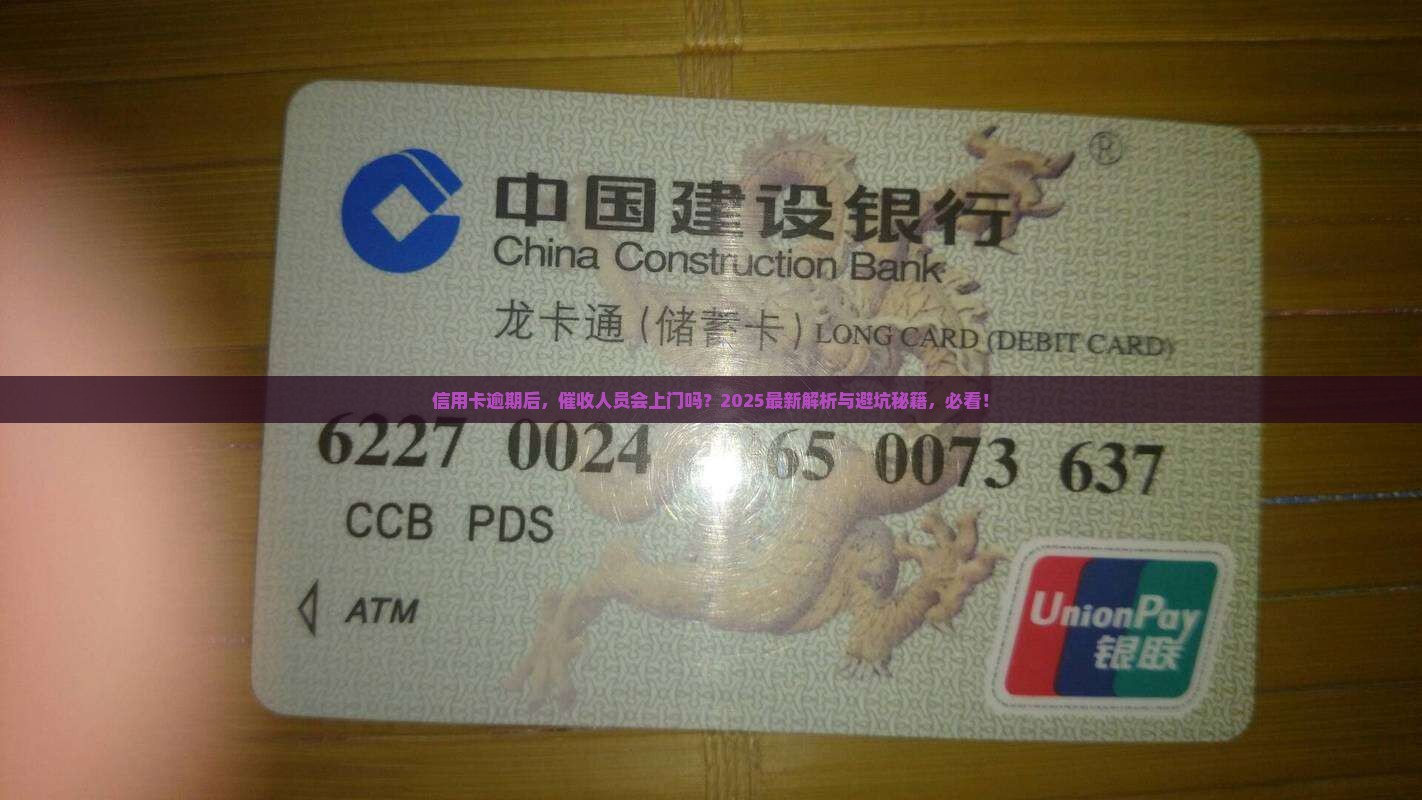 中国建设银行 ®
China Construction Bank
龙卡通(储蓄卡) LONG CARD (DEBIT CARD)
信用卡逾期后，催收人员会上门吗？2025最新解析与避坑秘籍，必看！
6227 0024 0073 637
CCB PDS
ATM
UnionPay
银联